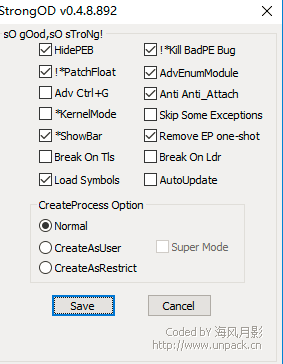 StrongOD v0.4.8.892
sO gOod,sO sTroNg!
HidePEB
!*Kill BadPE Bug
!*PatchFloat
AdvEnumModule
Adv Ctrl+G
Anti Anti_Attach
*KernelMode
Skip Some Exceptions
*ShowBar
Remove EP one-shot
Break On Tls
Break On Ldr
Load Symbols
AutoUpdate
CreateProcess Option
Normal
CreateAsUser
Super Mode
CreateAsRestrict
Save
Cancel
Coded BY 海风月影
http://www.unpack.cn